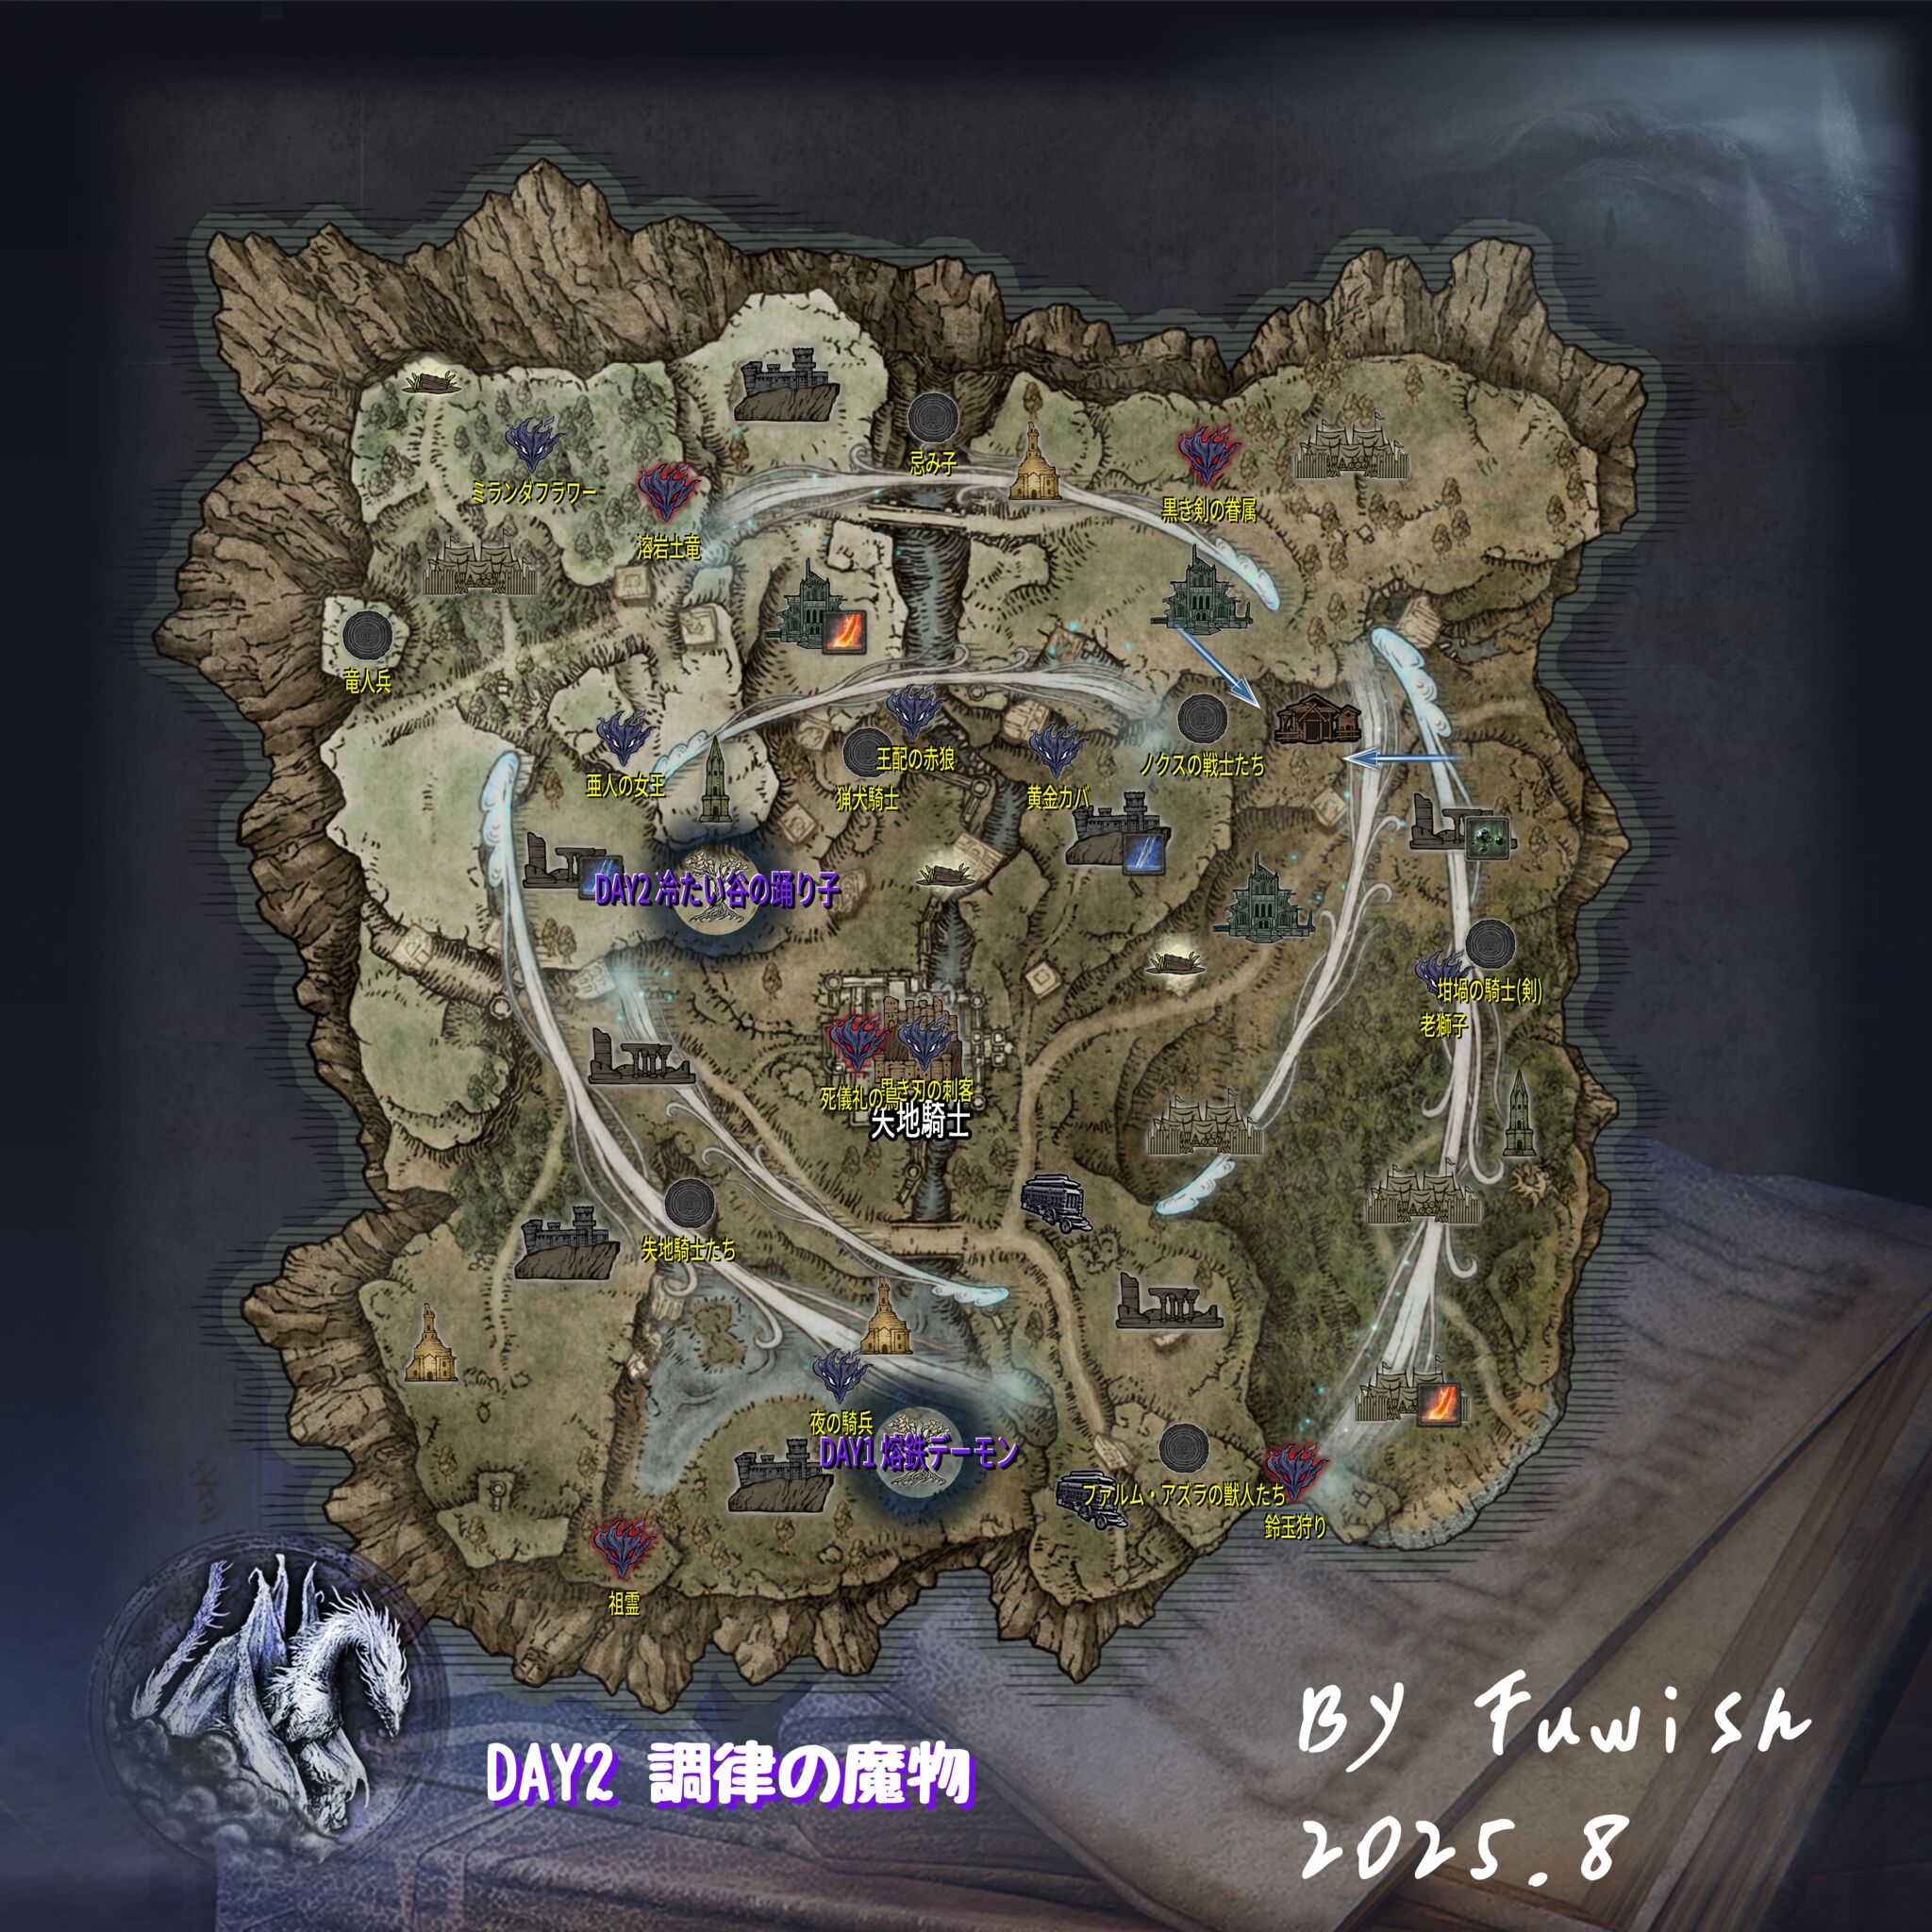 忌み子
ミランダフラワー
黒き剣の眷属
溶岩土竜
竜人兵
王配の赤狼
ノクスの戦士たち
亜人の女王
猟犬騎士
黄金カバ
DAY2 冷たい谷の踊り子
坩堝の騎士(剣)
老獅子
黒き刃の刺客
死儀礼の鳥
失地騎士
失地騎士たち
夜の騎兵
DAY1 熔鉄デーモン
ファルム・アズラの獣人たち
鈴玉狩り
祖霊
BY Fuwish
DAY2 調律の魔物
2025.8